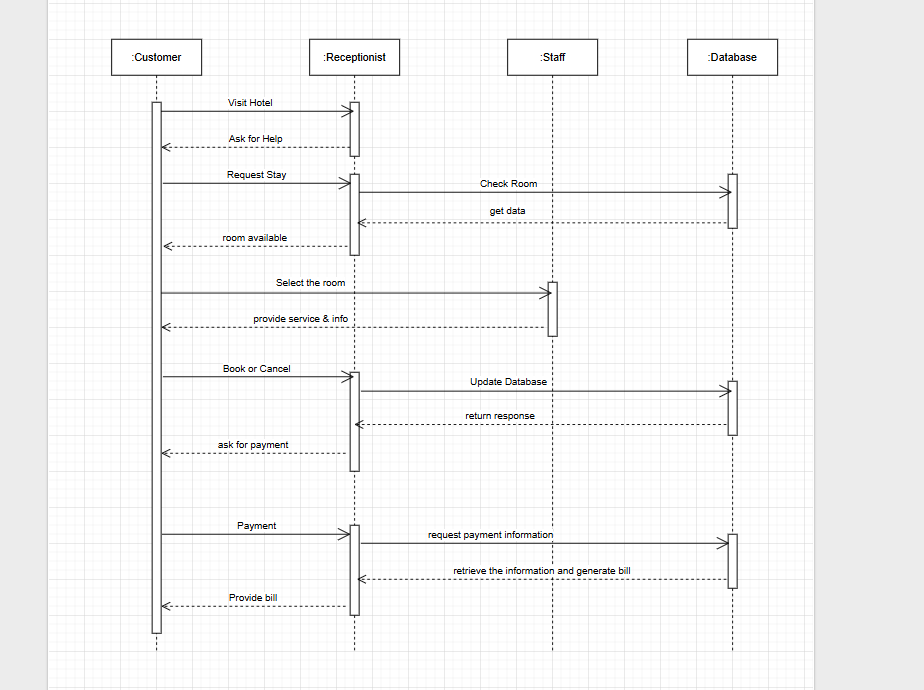 :Customer
:Receptionist
:Staff
:Database
Visit Hotel
Ask for Help
Request Stay
Check Room
get data
room available
Select the room
provide service & info
Book or Cancel
Update Database
return response
ask for payment
Payment
request payment information
retrieve the information and generate bill
Provide bill